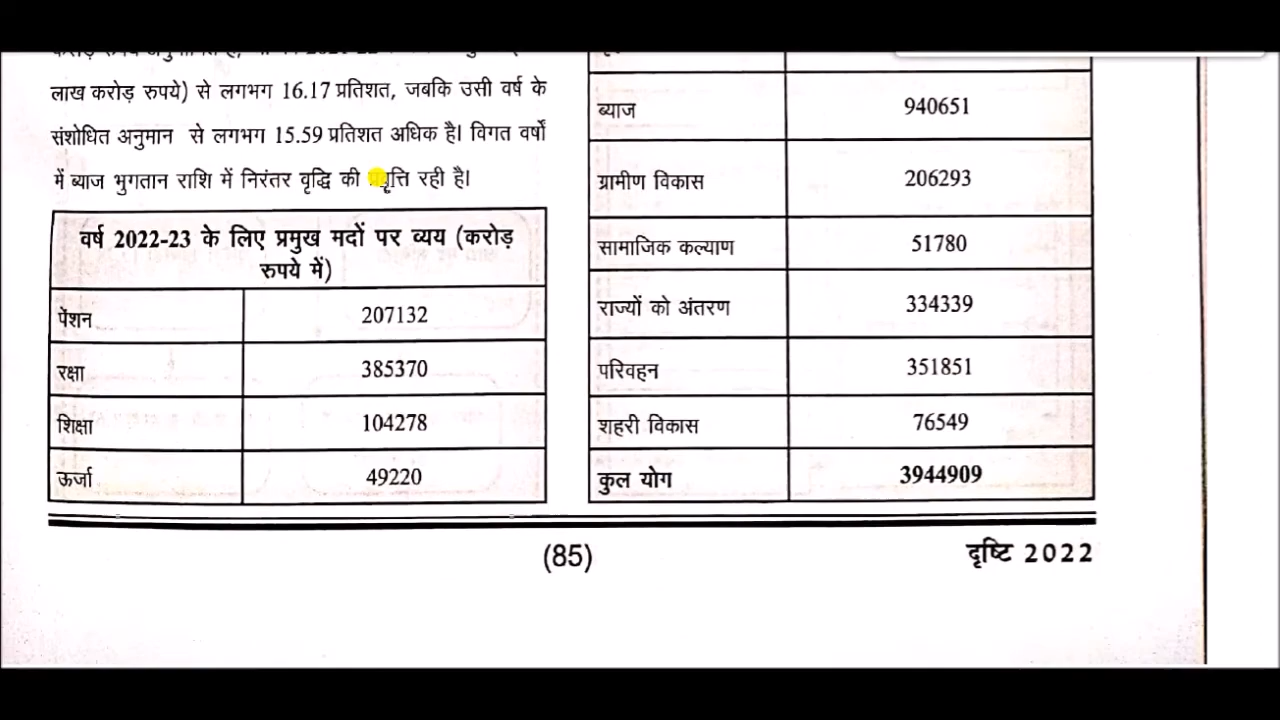 लाख करोड़ रुपये) से लगभग 16.17 प्रतिशत, जबकि उसी वर्ष के
संशोधित अनुमान से लगभग 15.59 प्रतिशत अधिक है। विगत वर्षों
में ब्याज भुगतान राशि में निरंतर वृद्धि की प्रवृत्ति रही है।
वर्ष 2022-23 के लिए प्रमुख मदों पर व्यय (करोड़
रुपये में)
पेंशन 207132
रक्षा 385370
शिक्षा 104278
ऊर्जा 49220
ब्याज 940651
ग्रामीण विकास 206293
सामाजिक कल्याण 51780
राज्यों को अंतरण 334339
परिवहन 351851
शहरी विकास 76549
कुल योग 3944909
(85)
दृष्टि 2022